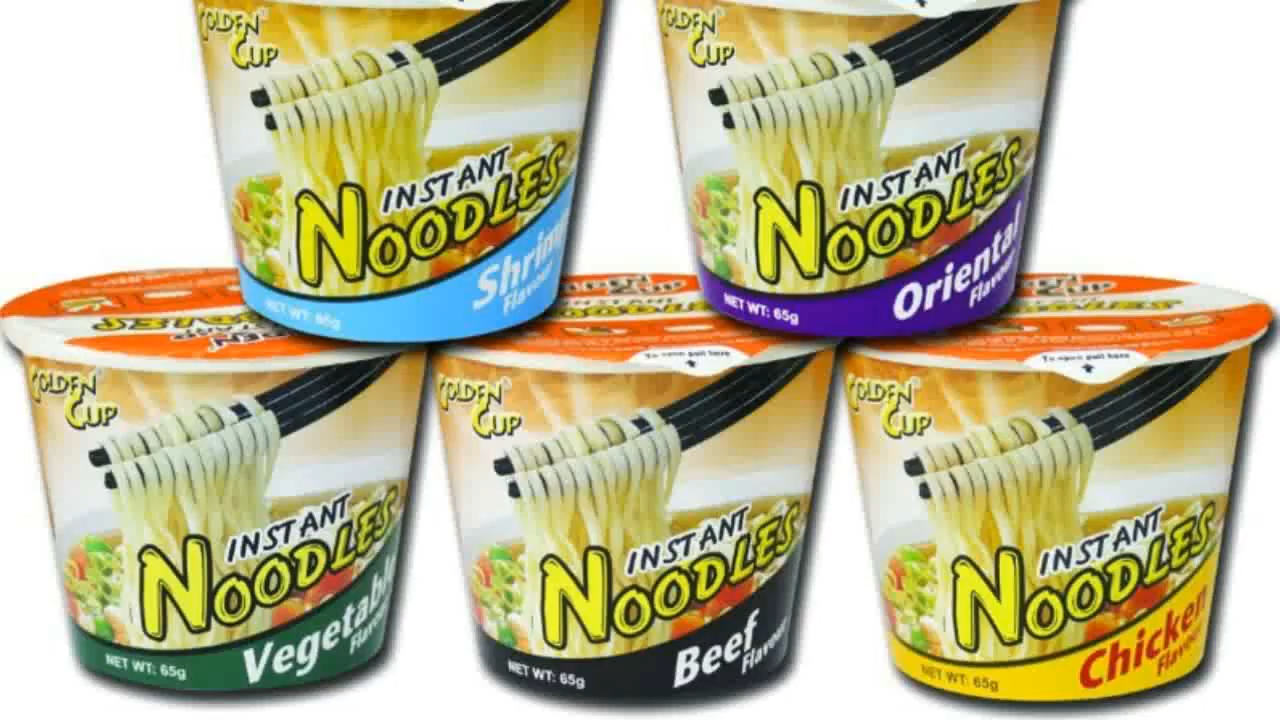 GOLDEN
CUP
INSTANT
NOODLES
Shrimp
Flavour
NET WT: 65g
GOLDEN
CUP
INSTANT
NOODLES
Oriental
Flavour
NET WT: 65g
To open pull here
To open pull here
GOLDEN
CUP
INSTANT
NOODLES
Vegetable
Flavour
NET WT: 65g
GOLDEN
CUP
INSTANT
NOODLES
Beef
Flavour
NET WT: 65g
GOLDEN
CUP
INSTANT
NOODLES
Chicken
Flavour
NET WT: 65g